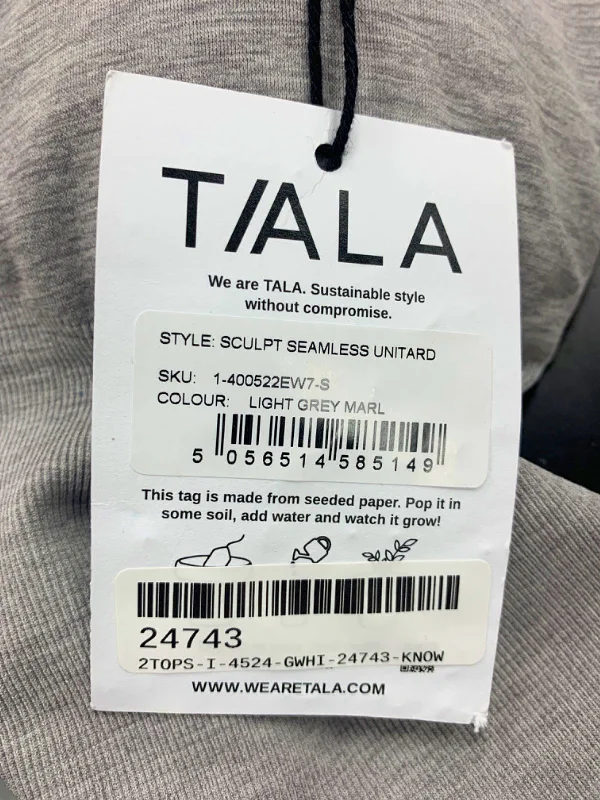 TALA
We are TALA. Sustainable style
without compromise.
STYLE: SCULPT SEAMLESS UNITARD
SKU: 1-400522EW7-S
COLOUR: LIGHT GREY MARL
5 056514 585149
This tag is made from seeded paper. Pop it in
some soil, add water and watch it grow!
24743
2TOPS-I-4524-GWHI-24743-KNOW
WWW.WEARETALA.COM